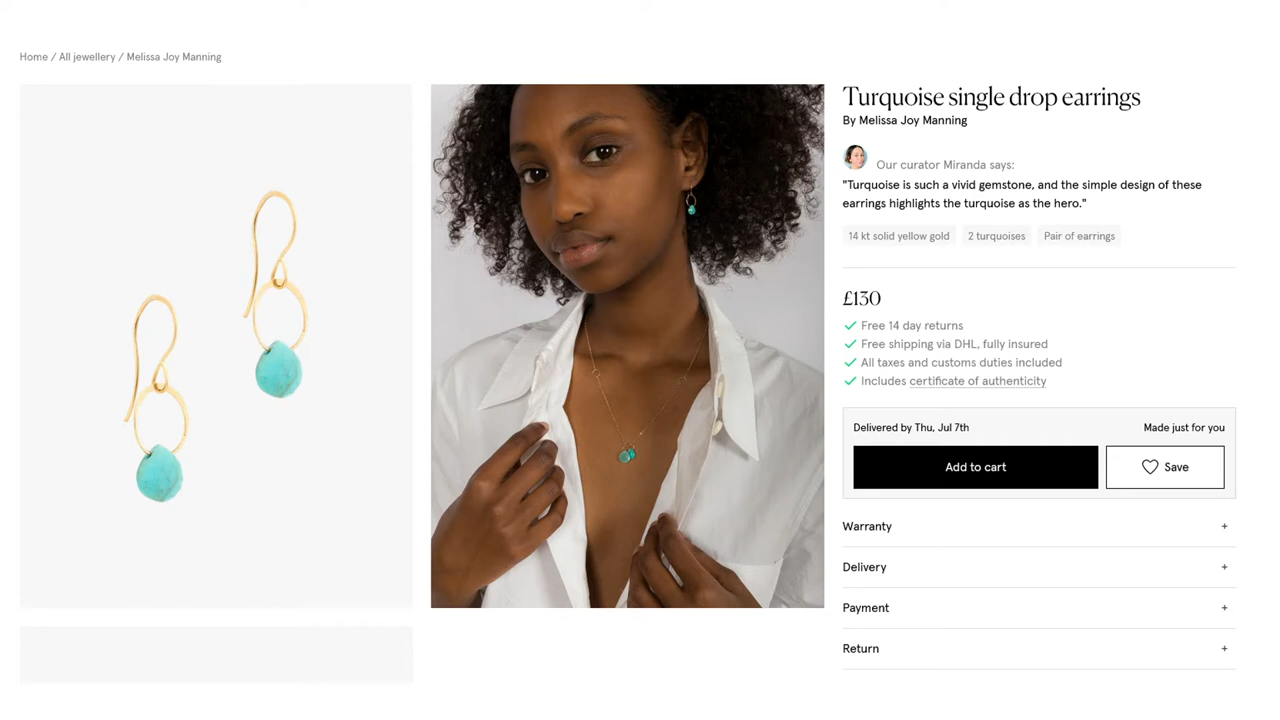 Home / All jewellery / Melissa Joy Manning
Turquoise single drop earrings
By Melissa Joy Manning
Our curator Miranda says:
"Turquoise is such a vivid gemstone, and the simple design of these
earrings highlights the turquoise as the hero."
14 kt solid yellow gold 2 turquoises Pair of earrings
£130
Free 14 day returns
Free shipping via DHL, fully insured
All taxes and customs duties included
Includes certificate of authenticity
Delivered by Thu, Jul 7th Made just for you
Add to cart Save
Warranty +
Delivery +
Payment +
Return +